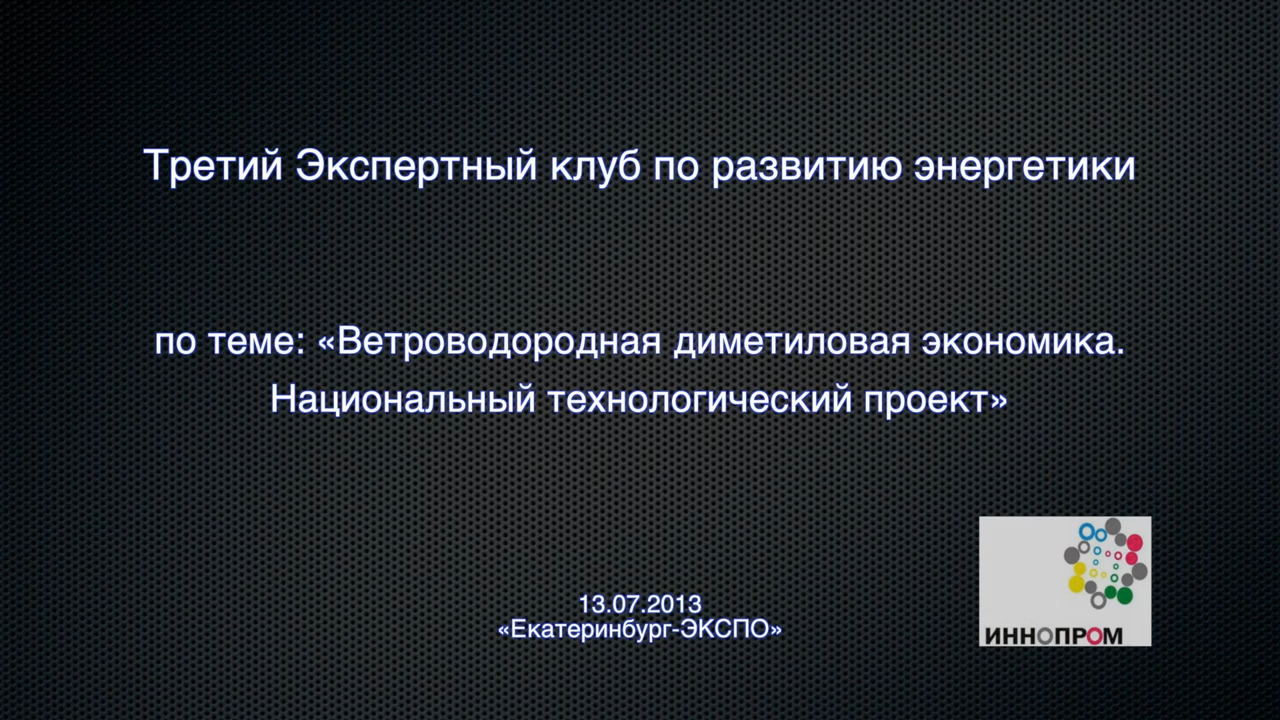 Третий Экспертный клуб по развитию энергетики
по теме: «Ветроводородная диметиловая экономика.
Национальный технологический проект»
13.07.2013
«Екатеринбург-ЭКСПО»
ИННОПРОМ